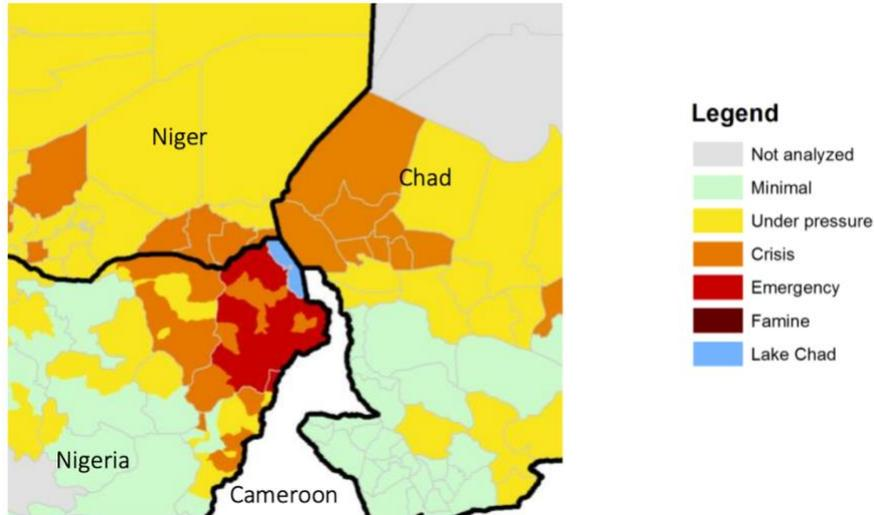 Niger
Chad
Nigeria
Cameroon
Legend
Not analyzed
Minimal
Under pressure
Crisis
Emergency
Famine
Lake Chad